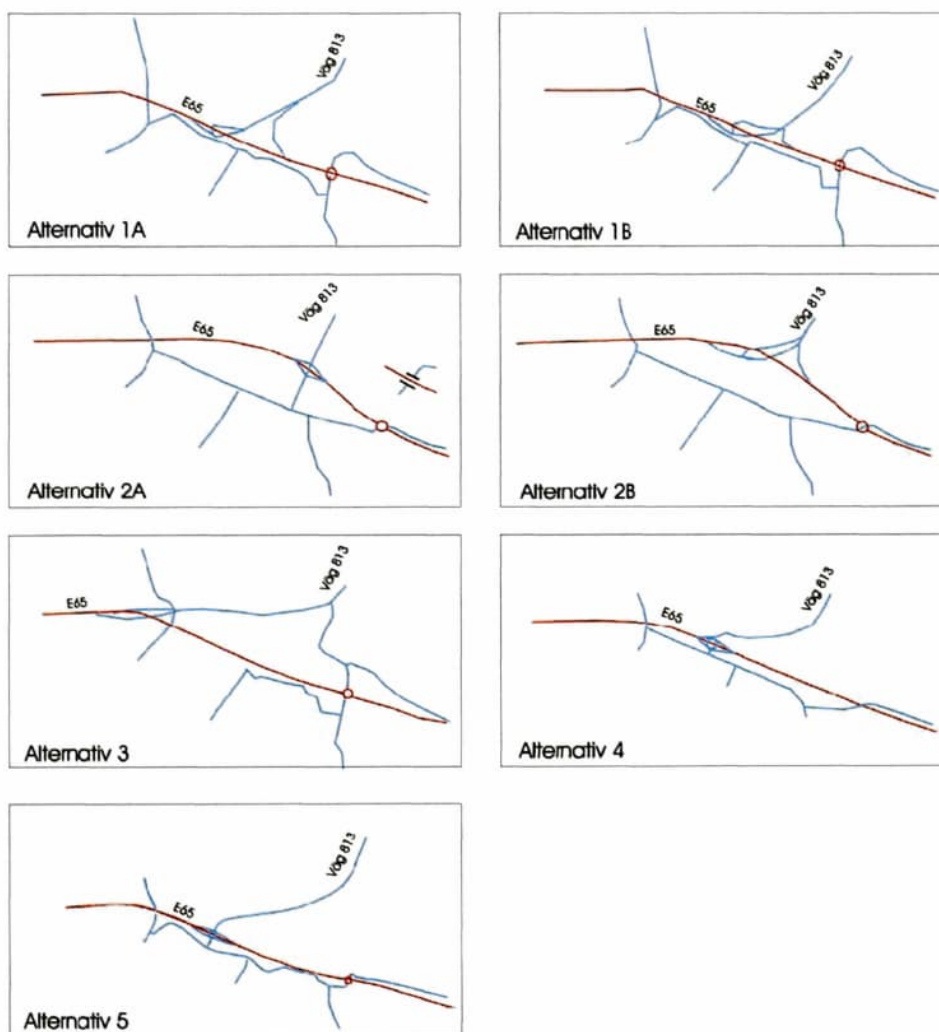 E65
Väg 813
Alternativ 1A
E65
Väg 813
Alternativ 1B
E65
Väg 813
Alternativ 2A
E65
Väg 813
Alternativ 2B
E65
Väg 813
Alternativ 3
E65
Väg 813
Alternativ 4
E65
Väg 813
Alternativ 5